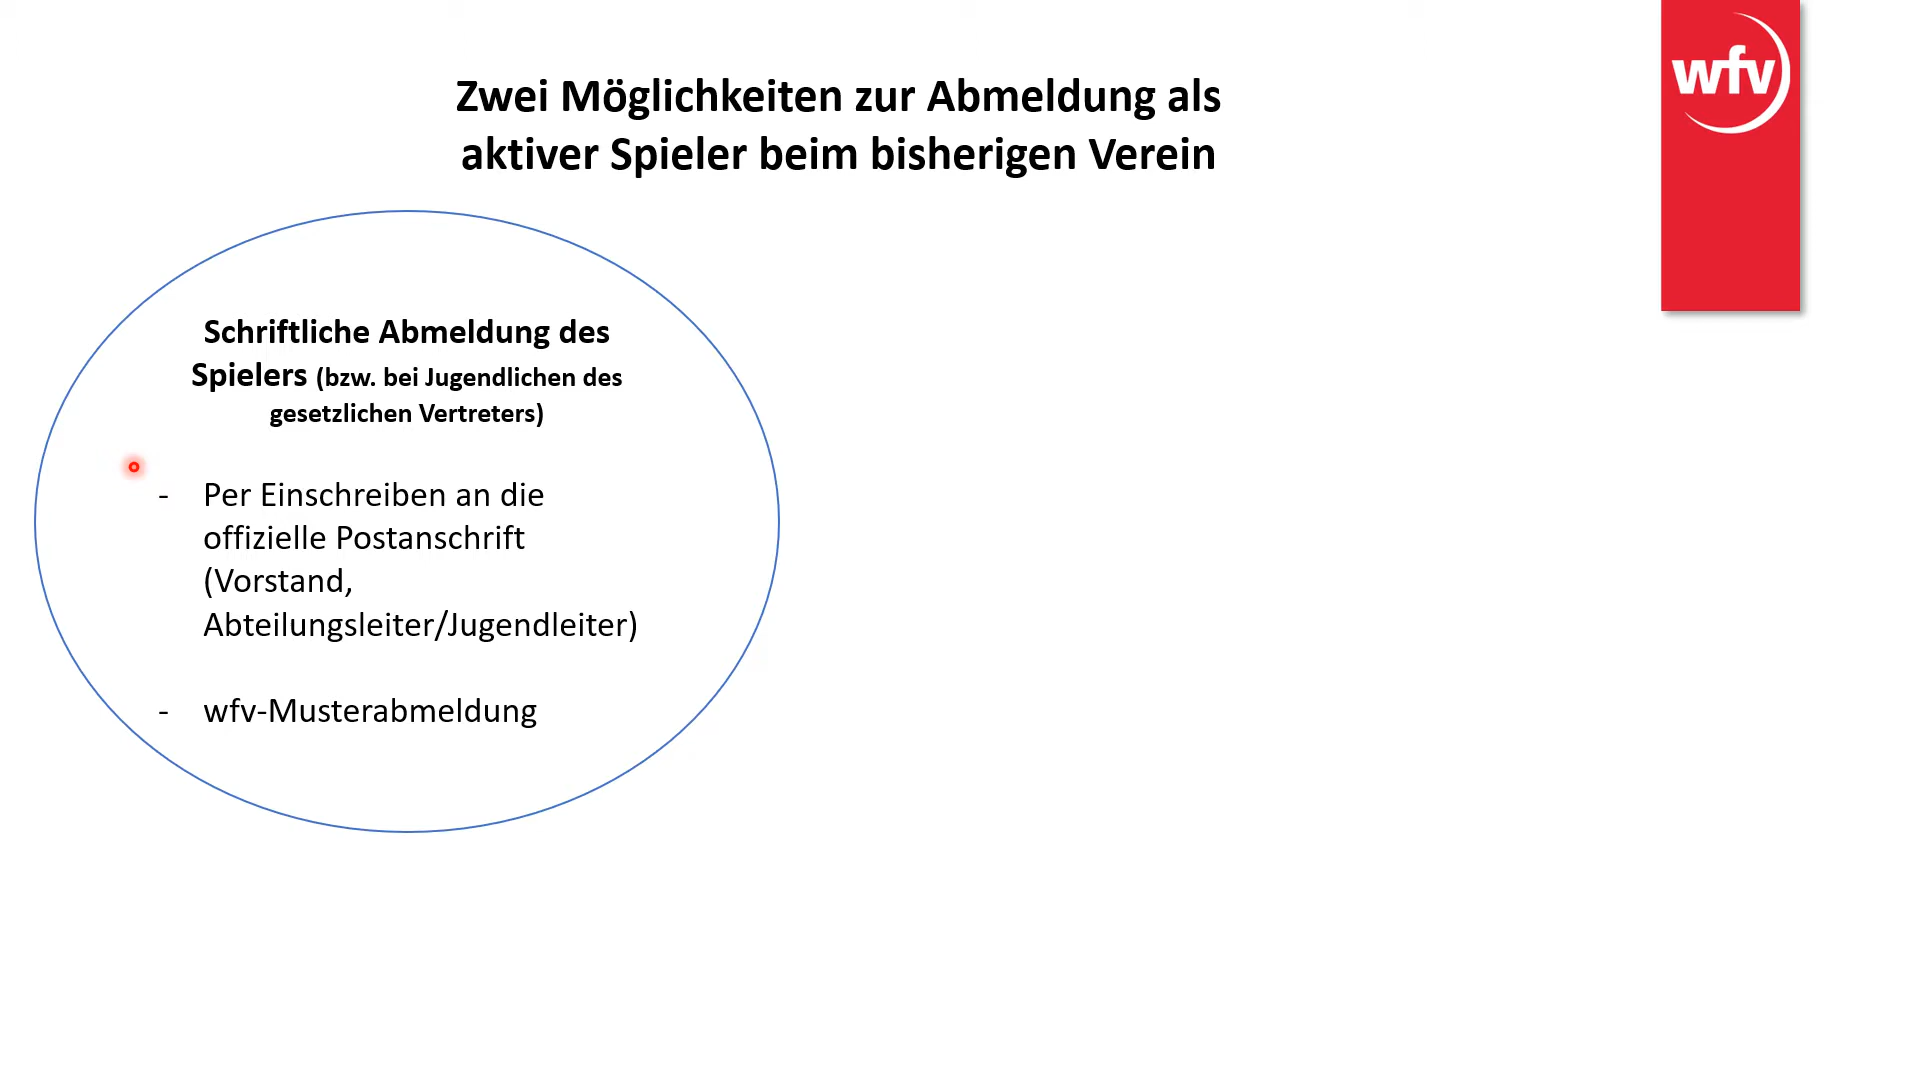 Zwei Möglichkeiten zur Abmeldung als
aktiver Spieler beim bisherigen Verein
wfv
Schriftliche Abmeldung des
Spielers (bzw. bei Jugendlichen des
gesetzlichen Vertreters)
- Per Einschreiben an die
offizielle Postanschrift
(Vorstand,
Abteilungsleiter/Jugendleiter)
- wfv-Musterabmeldung